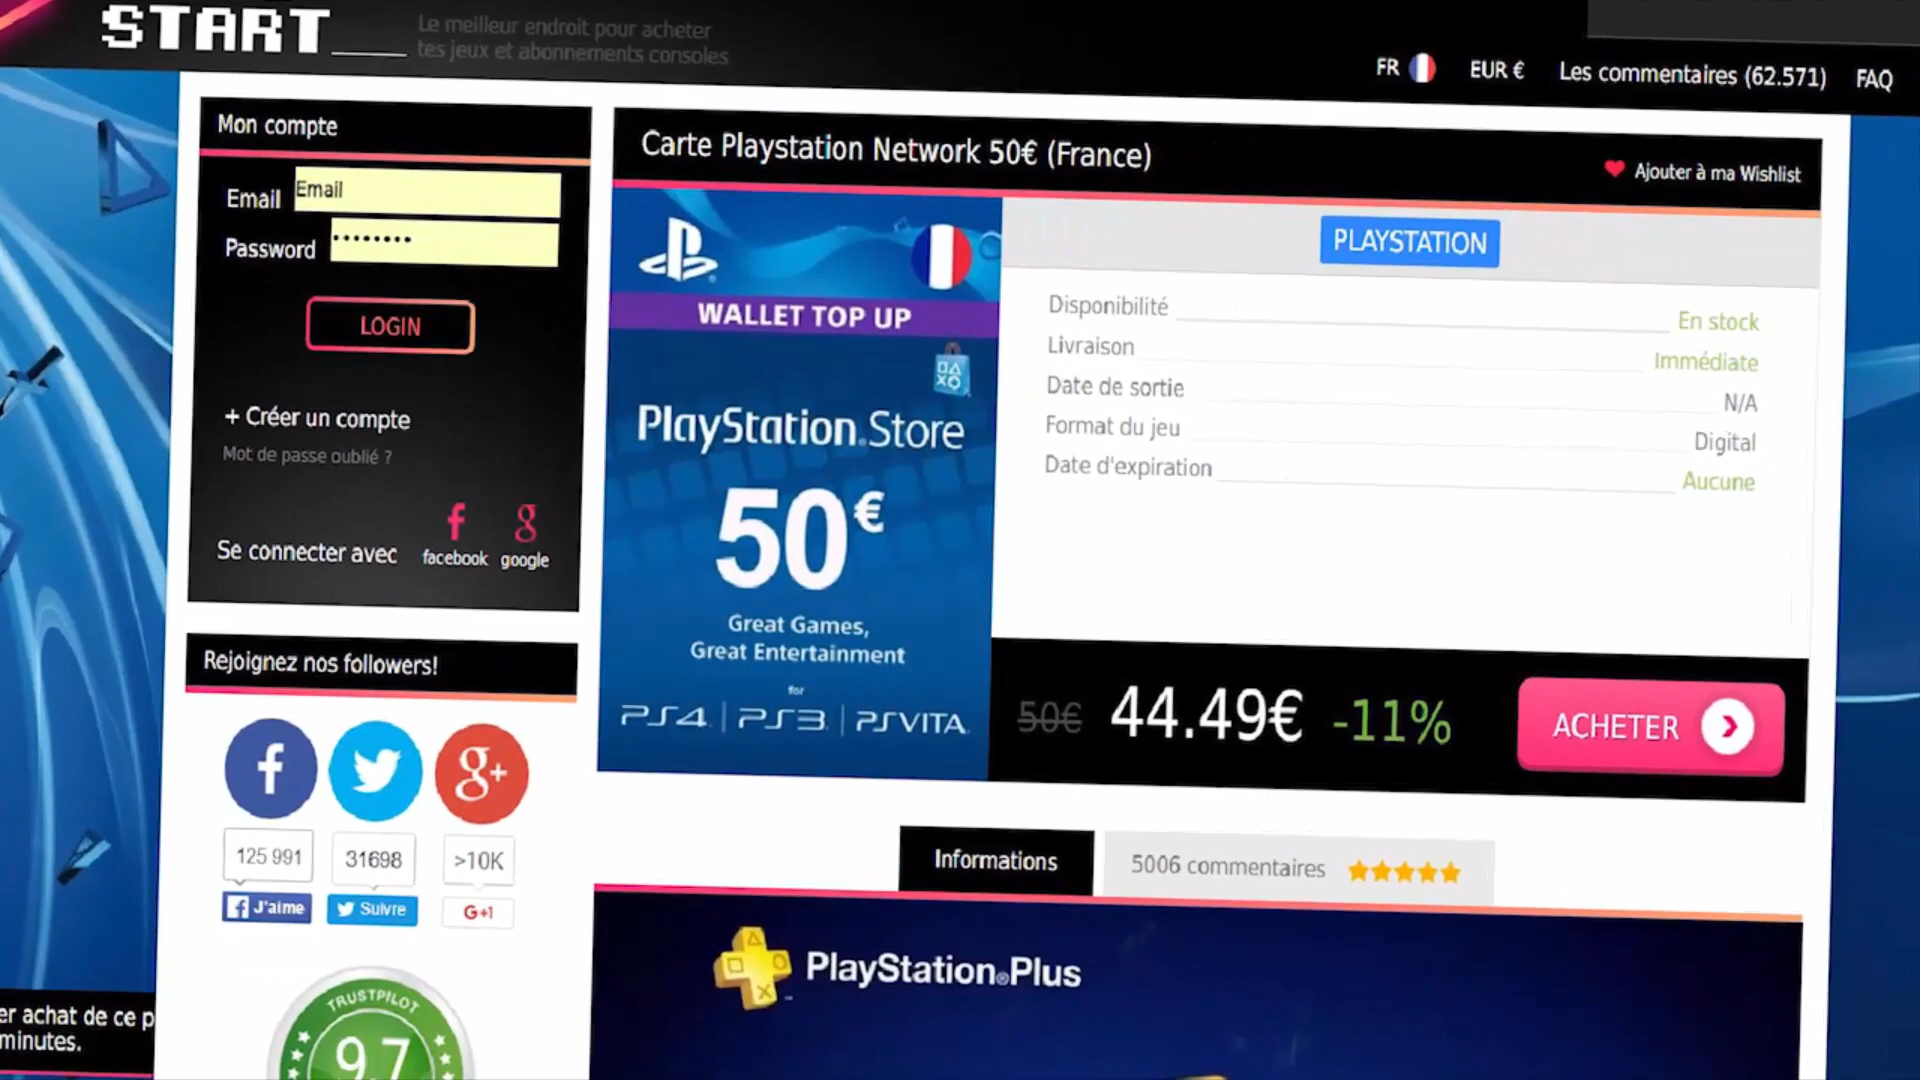 START___
Le meilleur endroit pour acheter
tes jeux et abonnements consoles
FR
EUR €
Les commentaires (62.571)
FAQ
Mon compte
Email
Email
Password
••••••••
LOGIN
+ Créer un compte
Mot de passe oublié ?
Se connecter avec
facebook
google
Rejoignez nos followers!
125 991
31698
>10K
J'aime
Suivre
G+1
TRUSTPILOT
9.7
er achat de ce p
minutes.
Carte Playstation Network 50€ (France)
Ajouter à ma Wishlist
WALLET TOP UP
PlayStation®Store
50€
Great Games,
Great Entertainment
for
PS4 | PS3 | PSVITA
PLAYSTATION
Disponibilité En stock
Livraison Immédiate
Date de sortie N/A
Format du jeu Digital
Date d'expiration Aucune
50€ 44.49€ -11%
ACHETER
Informations
5006 commentaires
PlayStation®Plus